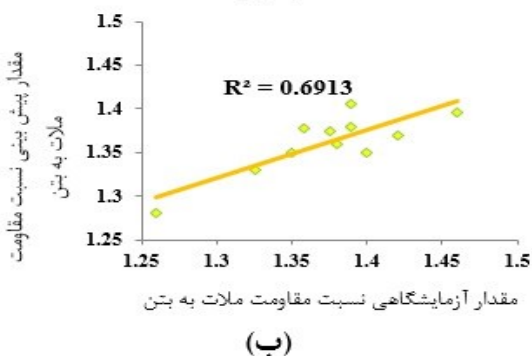 1.5
1.45
1.4
1.35
1.3
1.25
R² = 0.6913
1.25 1.3 1.35 1.4 1.45 1.5
مقدار پیش بینی نسبت مقاومت
ملات به بتن
مقدار آزمایشگاهی نسبت مقاومت ملات به بتن
(ب)